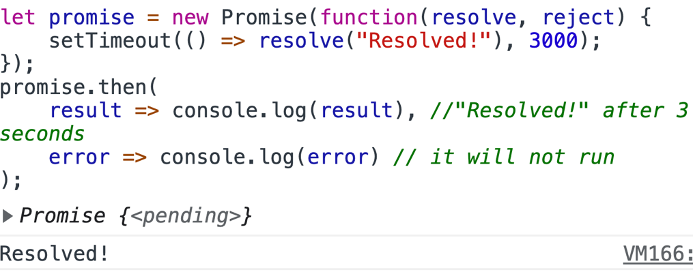 let promise = new Promise(function(resolve, reject) {
    setTimeout(() => resolve("Resolved!"), 3000);
});
promise.then(
    result => console.log(result), //"Resolved!" after 3
seconds
    error => console.log(error) // it will not run
);
▶ Promise {<pending>}
Resolved! VM166: